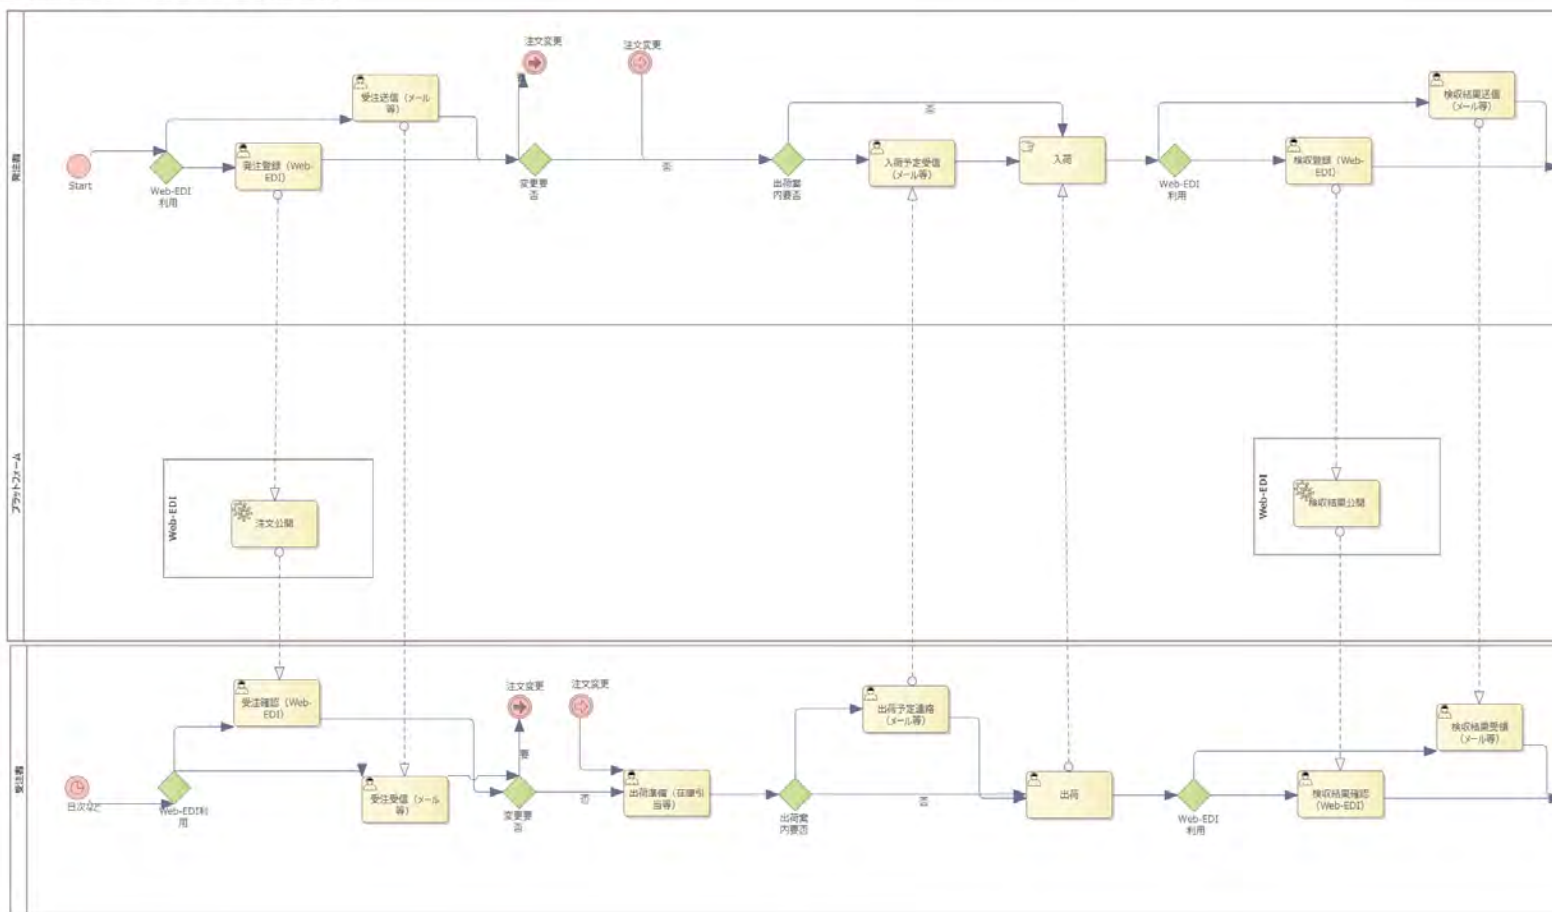 発注者
Start
Web-EDI
利用
受注送信（メール
等）
発注登録（Web-
EDI）
注文変更
変更要
否
注文変更
否
出荷案
内要否
否
入荷予定受信
（メール等）
入荷
Web-EDI
利用
検収結果送信
（メール等）
検収登録（Web-
EDI）
プラットフォーム
Web-EDI
注文公開
Web-EDI
検収結果公開
受注者
日次など
Web-EDI利
用
受注確認（Web-
EDI）
受注受信（メール
等）
注文変更
要
変更要
否
注文変更
否
出荷準備（在庫引
当等）
出荷案
内要否
出荷予定連絡
（メール等）
否
出荷
Web-EDI
利用
検収結果受領
（メール等）
検収結果確認
（Web-EDI）